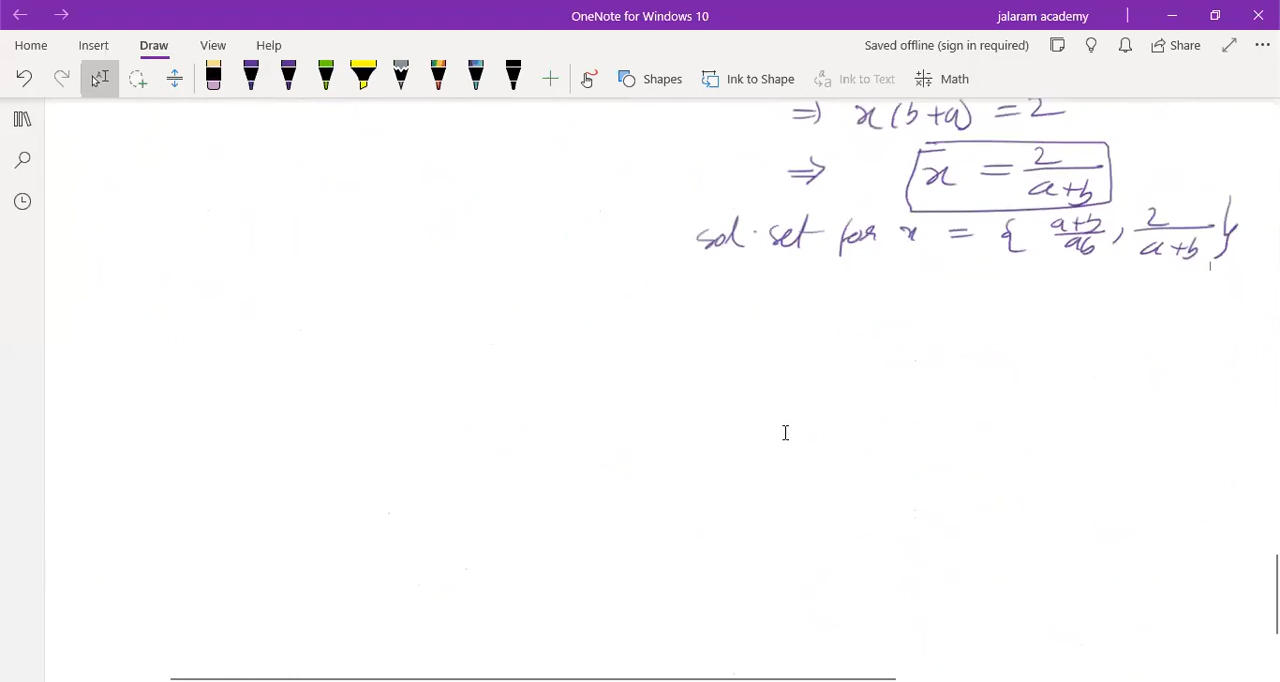 OneNote for Windows 10
jalaram academy
Home Insert Draw View Help
Saved offline (sign in required)
Share
Shapes
Ink to Shape
Ink to Text
Math
⇒ x(b+a) = 2
⇒ x = 2/(a+b)
sol. set for x = { (a+b)/ab, 2/(a+b) }